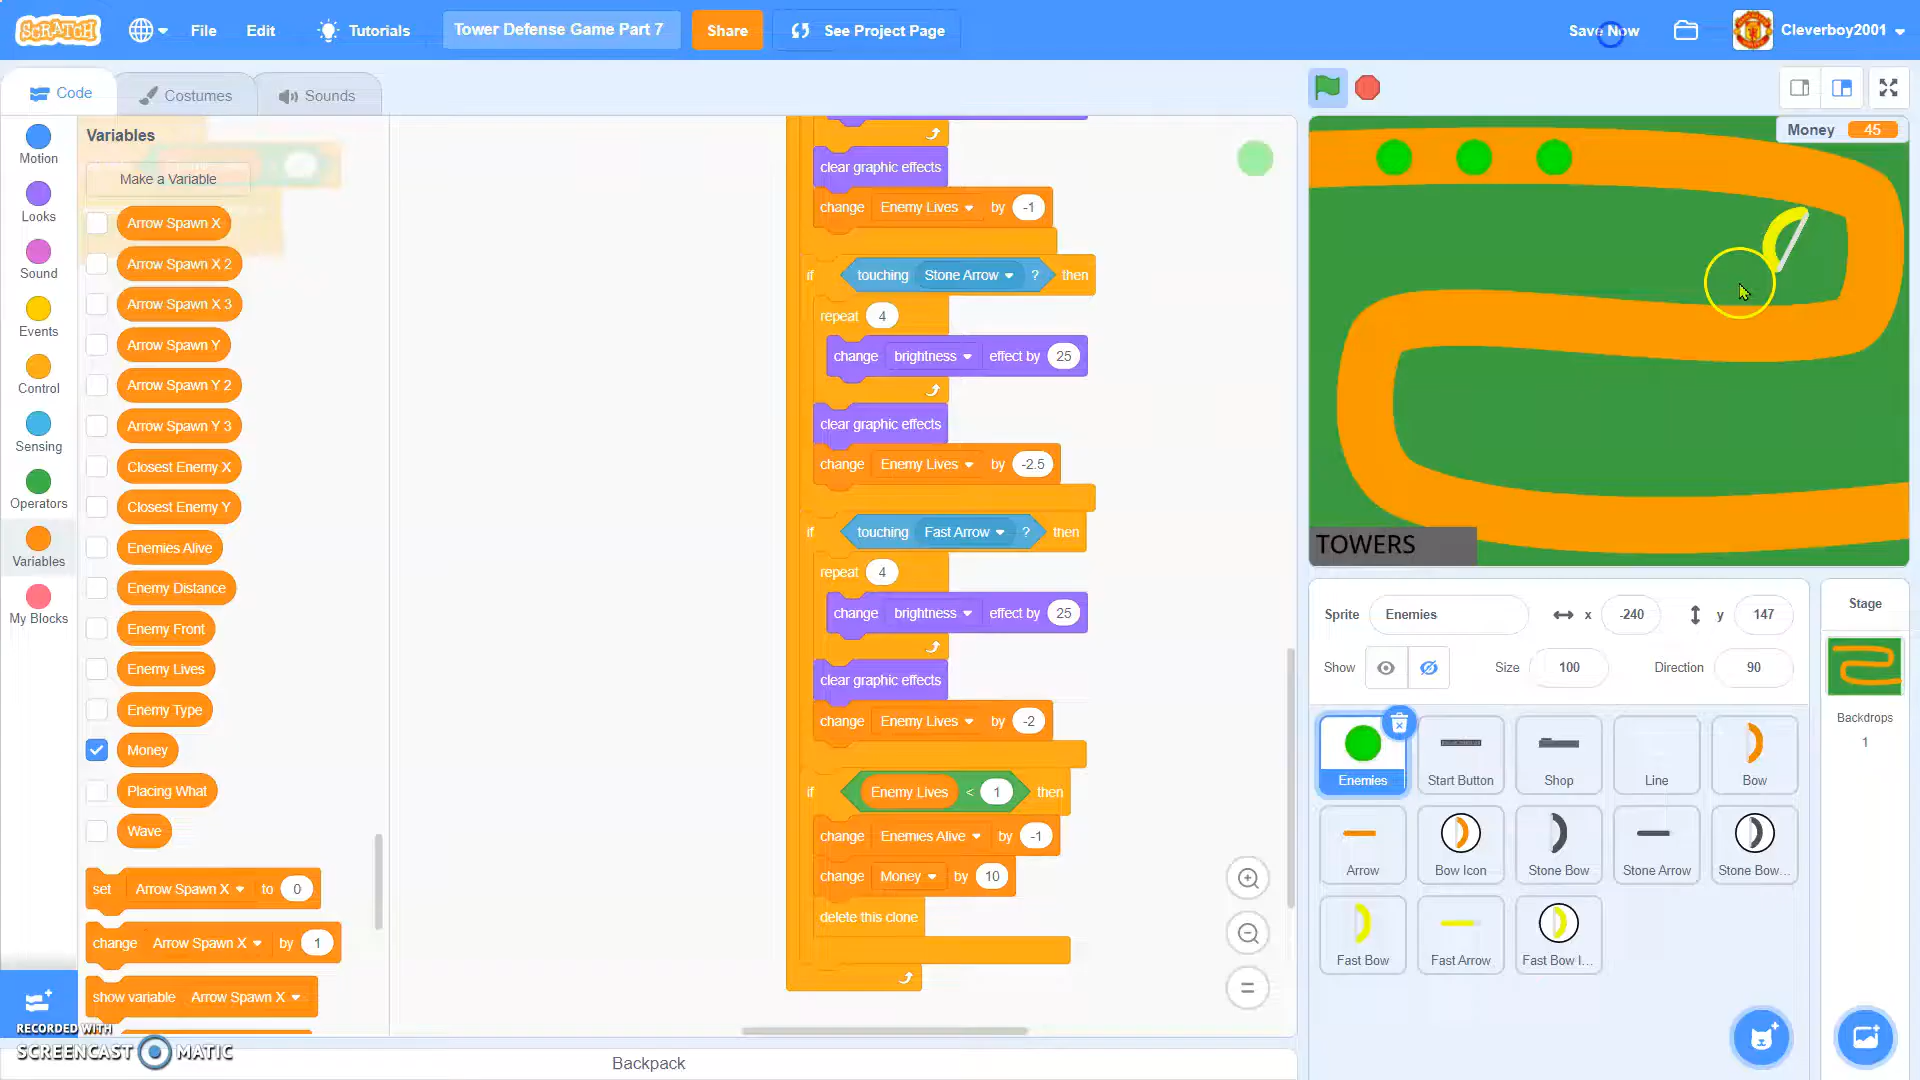 SCRATCH
File
Edit
Tutorials
Tower Defense Game Part 7
Share
See Project Page
Save Now
Cleverboy2001
Code
Costumes
Sounds
Motion
Looks
Sound
Events
Control
Sensing
Operators
Variables
My Blocks
Variables
Make a Variable
Arrow Spawn X
Arrow Spawn X 2
Arrow Spawn X 3
Arrow Spawn Y
Arrow Spawn Y 2
Arrow Spawn Y 3
Closest Enemy X
Closest Enemy Y
Enemies Alive
Enemy Distance
Enemy Front
Enemy Lives
Enemy Type
Money
Placing What
Wave
set Arrow Spawn X to 0
change Arrow Spawn X by 1
show variable Arrow Spawn X
clear graphic effects
change Enemy Lives by -1
if touching Stone Arrow ? then
repeat 4
change brightness effect by 25
clear graphic effects
change Enemy Lives by -2.5
if touching Fast Arrow ? then
repeat 4
change brightness effect by 25
clear graphic effects
change Enemy Lives by -2
if Enemy Lives < 1 then
change Enemies Alive by -1
change Money by 10
delete this clone
Backpack
Money 45
TOWERS
Sprite Enemies x -240 y 147
Show Size 100 Direction 90
Stage
Backdrops
1
Enemies
Start Button
Shop
Line
Bow
Arrow
Bow Icon
Stone Bow
Stone Arrow
Stone Bow...
Fast Bow
Fast Arrow
Fast Bow I...
RECORDED WITH
SCREENCAST MATIC